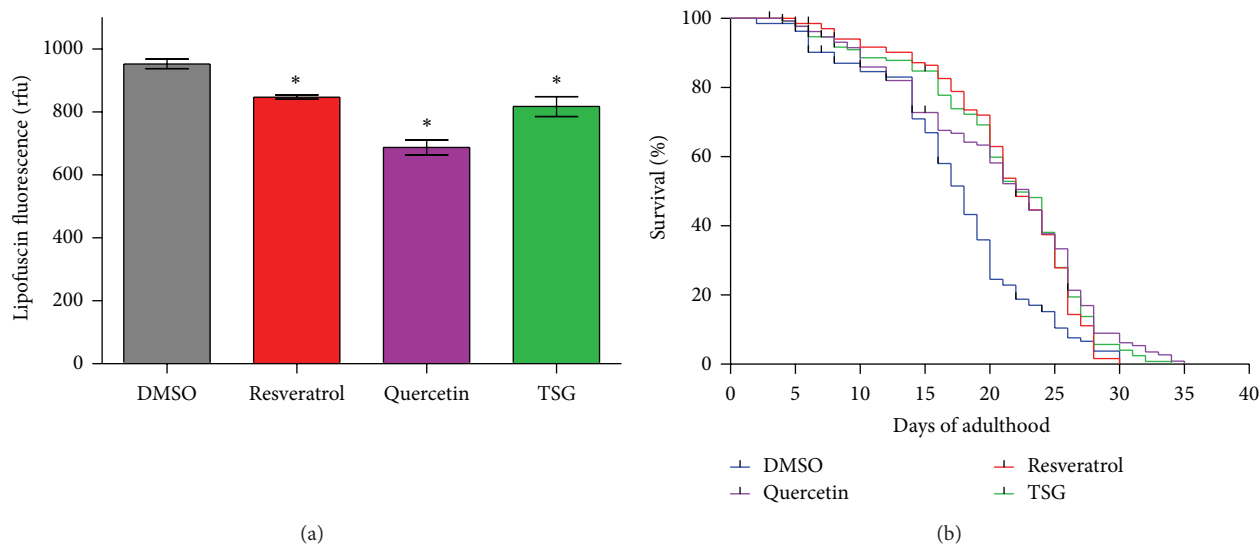 Lipofuscin fluorescence (rfu)
1000
800
600
400
200
0
*
*
*
DMSO Resveratrol Quercetin TSG
(a)
Survival (%)
100
80
60
40
20
0
0 5 10 15 20 25 30 35 40
Days of adulthood
DMSO Resveratrol
Quercetin TSG
(b)